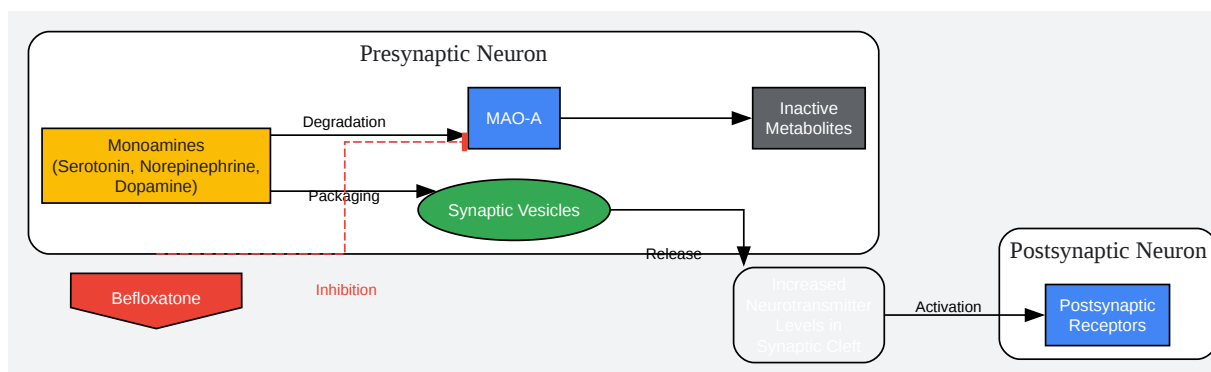 Presynaptic Neuron
Degradation
MAO-A
Inactive
Metabolites
Monoamines
(Serotonin, Norepinephrine,
Dopamine)
Packaging
Synaptic Vesicles
Release
Postsynaptic Neuron
Befloxatone
Inhibition
Increased
Neurotransmitter
Levels in
Synaptic Cleft
Activation
Postsynaptic
Receptors